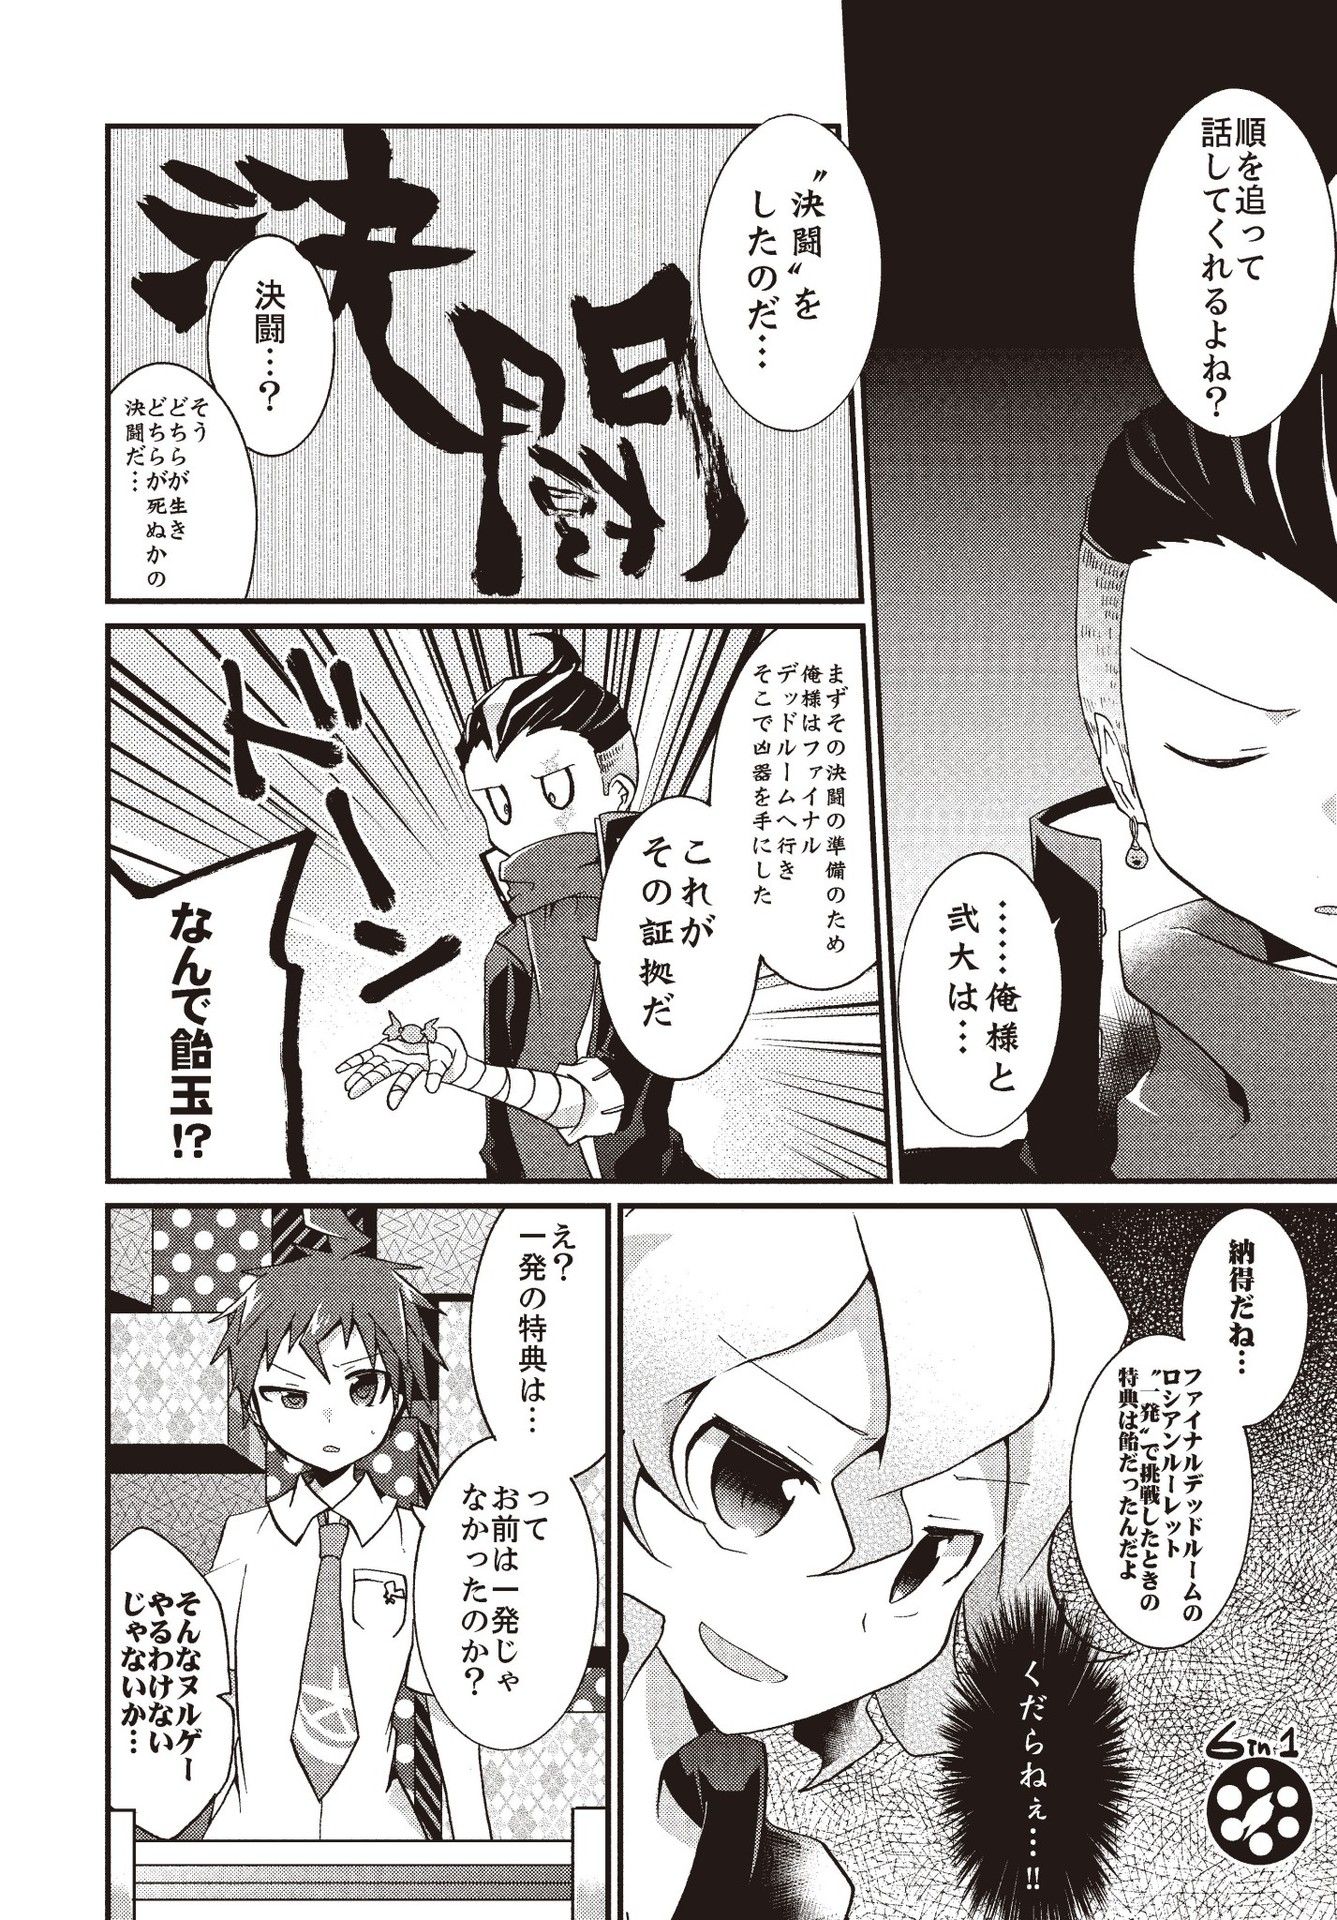 順を追って
話してくれるよね？
……俺様と
弐大は…
〝決闘〟を
したのだ…
決闘
決闘…？
そう
どちらが生き
どちらが死ぬかの
決闘だ…
まずその決闘の準備のため
俺様はファイナル
デッドルームへ行き
そこで凶器を手にした
これが
その証拠だ
ドーン
なんで飴玉!?
納得だね…
ファイナルデッドルームの
ロシアンルーレット
〝一発〟で挑戦したときの
特典は飴だったんだよ
くだらねぇ…!!
6in1
え？
一発の特典は…
って
お前は一発じゃ
なかったのか？
そんなヌルゲー
やるわけない
じゃないか…